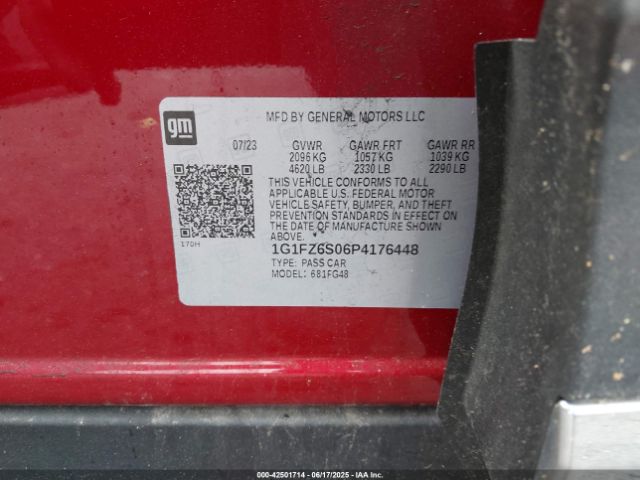 MFD BY GENERAL MOTORS LLC
gm
07/23 GVWR GAWR FRT GAWR RR
2096 KG 1057 KG 1039 KG
4620 LB 2330 LB 2290 LB
THIS VEHICLE CONFORMS TO ALL
APPLICABLE U.S. FEDERAL MOTOR
VEHICLE SAFETY, BUMPER, AND THEFT
PREVENTION STANDARDS IN EFFECT ON
THE DATE OF MANUFACTURE SHOWN
ABOVE.
170H
1G1FZ6S06P4176448
TYPE: PASS CAR
MODEL: 681FG48
000-42501714 - 06/17/2025 - IAA Inc.